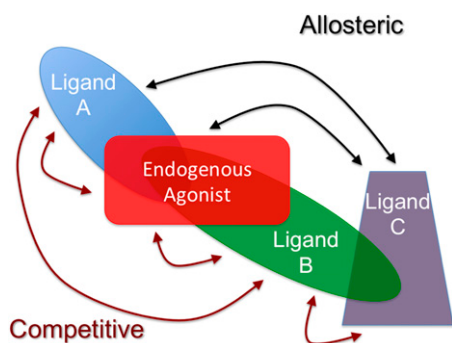 Allosteric
Ligand
A
Endogenous
Agonist
Ligand
C
Ligand
B
Competitive